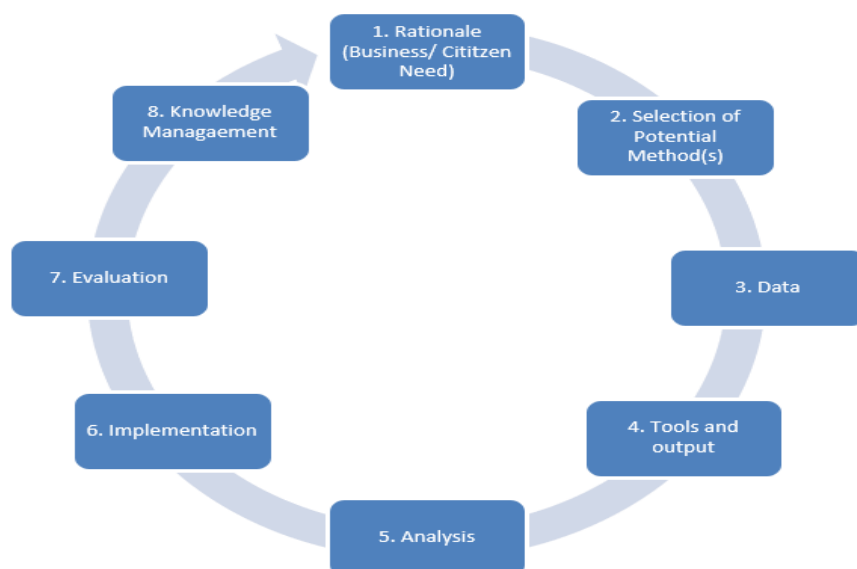 1. Rationale
(Business/ Cititzen
Need)
2. Selection of
Potential
Method(s)
3. Data
4. Tools and
output
5. Analysis
6. Implementation
7. Evaluation
8. Knowledge
Managaement